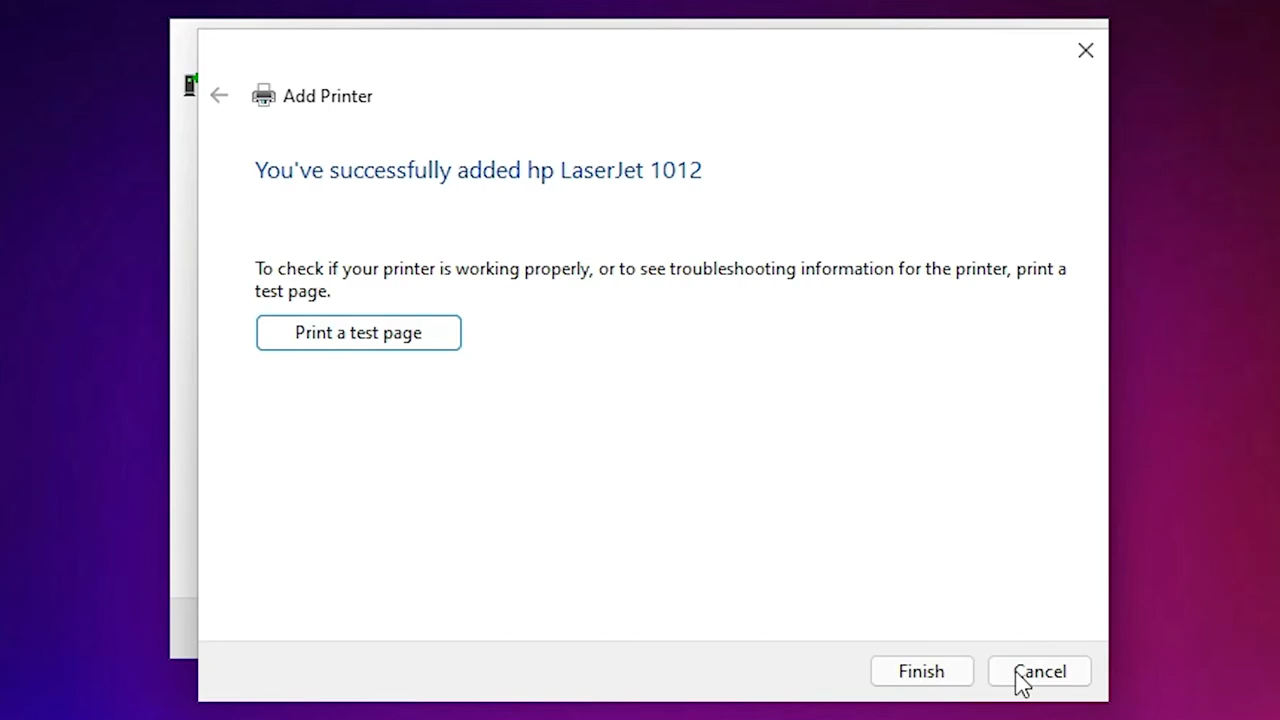 Add Printer
You've successfully added hp LaserJet 1012
To check if your printer is working properly, or to see troubleshooting information for the printer, print a
test page.
Print a test page
Finish
Cancel